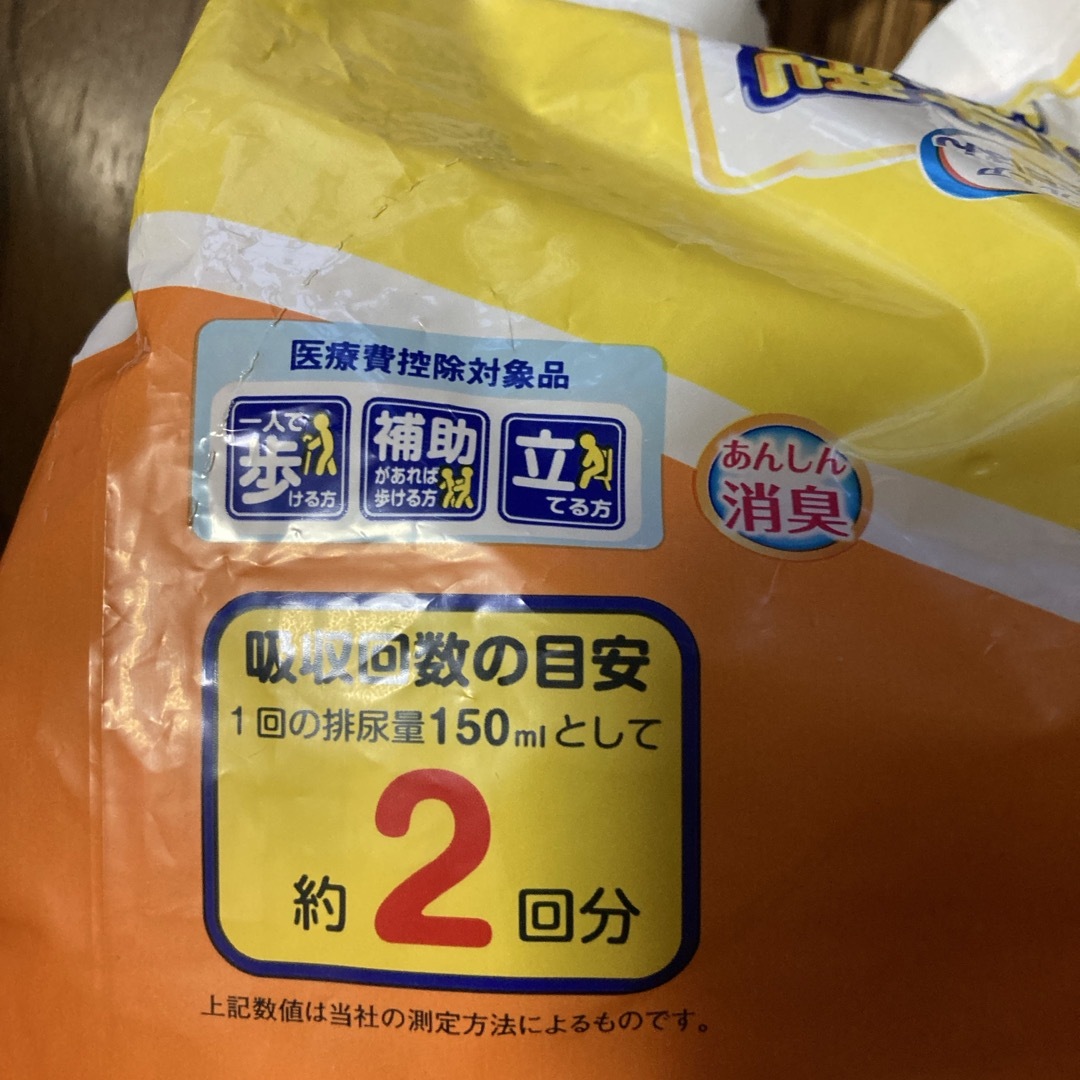 医療費控除対象品
一人で
歩
ける方
補助
があれば
歩ける方
立
てる方
あんしん
消臭
吸収回数の目安
1回の排尿量150mlとして
約2回分
上記数値は当社の測定方法によるものです。